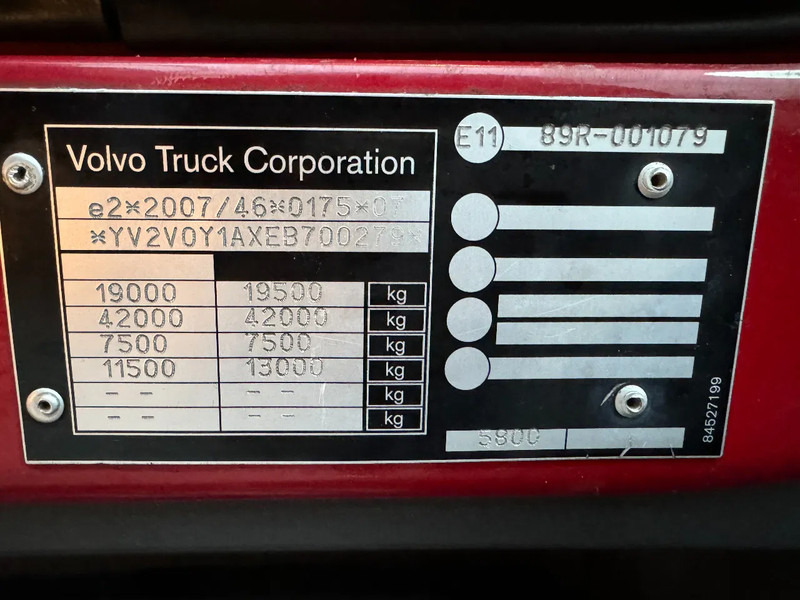 Volvo Truck Corporation
e2*2007/46*0175*
*YV2V0Y1AXEB700279*
19000 19500 kg
42000 42000 kg
7500 7500 kg
11500 13000 kg
-- -- kg
-- -- kg
E11 89R-001079
5800
84527199